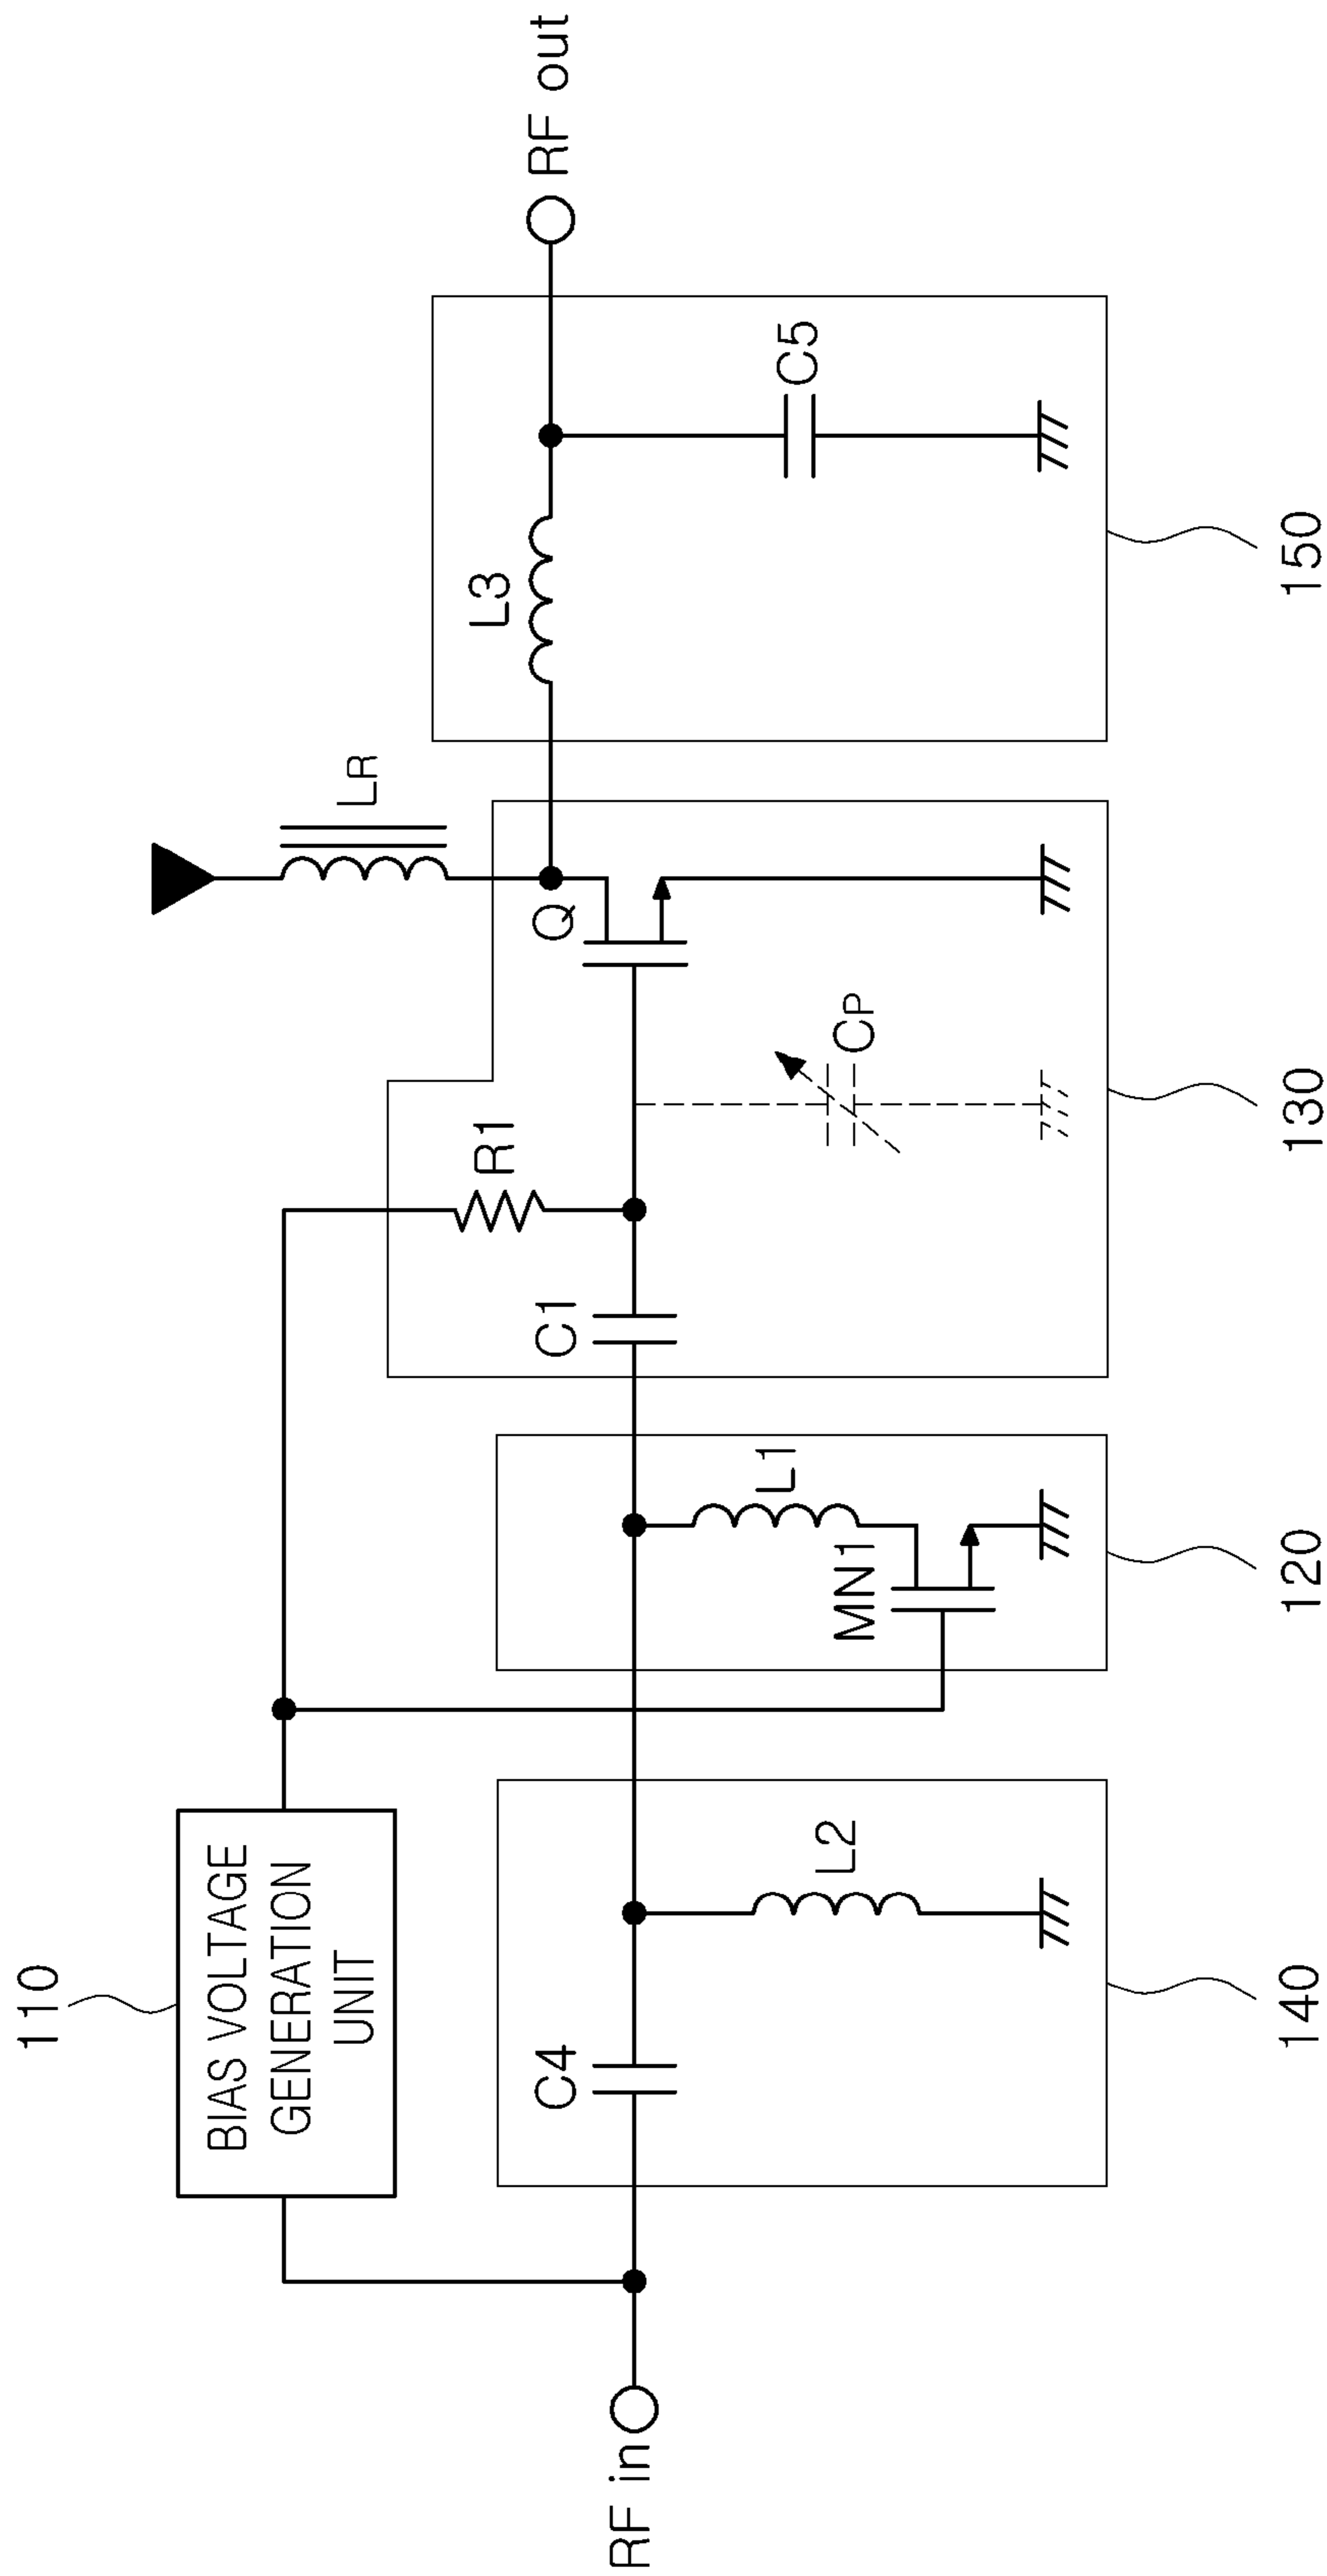 110
BIAS VOLTAGE
GENERATION
UNIT
LR
RF in
C4
L2
MN1
L1
C1
R1
CP
Q
L3
C5
RF out
140
120
130
150